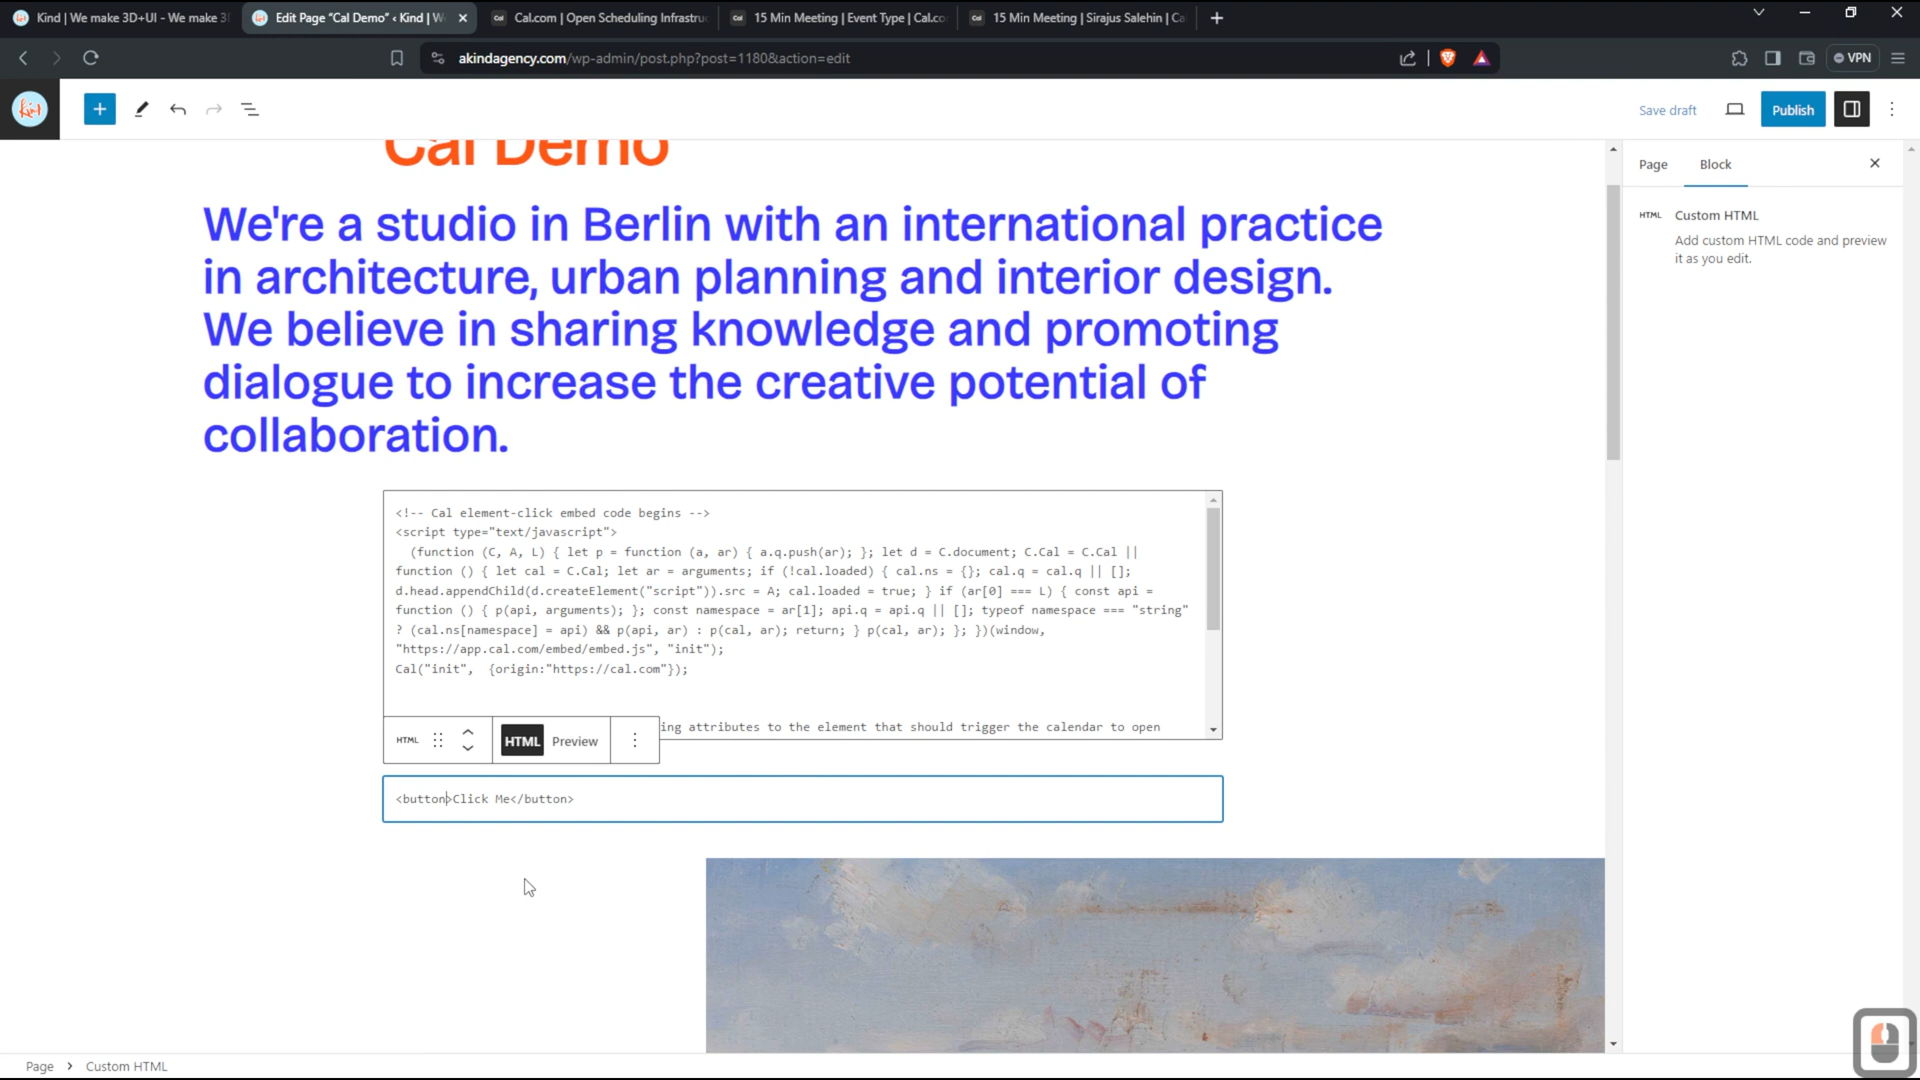 Kind | We make 3D+UI - We make 3
Edit Page “Cal Demo” ‹ Kind | W
Cal.com | Open Scheduling Infrastru
15 Min Meeting | Event Type | Cal.co
15 Min Meeting | Sirajus Salehin | Ca
akindagency.com/wp-admin/post.php?post=1180&action=edit
VPN
kind
Save draft
Publish
Cal Demo
We're a studio in Berlin with an international practice
in architecture, urban planning and interior design.
We believe in sharing knowledge and promoting
dialogue to increase the creative potential of
collaboration.
Page
Block
HTML
Custom HTML
Add custom HTML code and preview
it as you edit.
<!-- Cal element-click embed code begins -->
<script type="text/javascript">
(function (C, A, L) { let p = function (a, ar) { a.q.push(ar); }; let d = C.document; C.Cal = C.Cal ||
function () { let cal = C.Cal; let ar = arguments; if (!cal.loaded) { cal.ns = {}; cal.q = cal.q || [];
d.head.appendChild(d.createElement("script")).src = A; cal.loaded = true; } if (ar[0] === L) { const api =
function () { p(api, arguments); }; const namespace = ar[1]; api.q = api.q || []; typeof namespace === "string"
? (cal.ns[namespace] = api) && p(api, ar) : p(cal, ar); return; } p(cal, ar); }; })(window,
"https://app.cal.com/embed/embed.js", "init");
Cal("init", {origin:"https://cal.com"});
ing attributes to the element that should trigger the calendar to open
HTML
HTML
Preview
<button>Click Me</button>
Page
Custom HTML